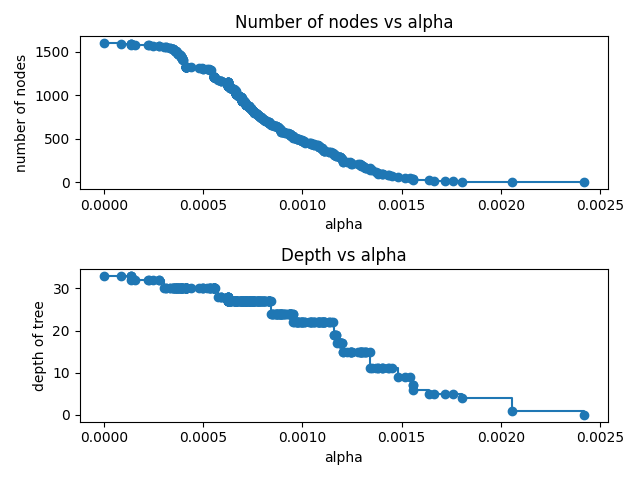 Number of nodes vs alpha
number of nodes
1500
1000
500
0
0.0000 0.0005 0.0010 0.0015 0.0020 0.0025
alpha
Depth vs alpha
depth of tree
30
20
10
0
0.0000 0.0005 0.0010 0.0015 0.0020 0.0025
alpha